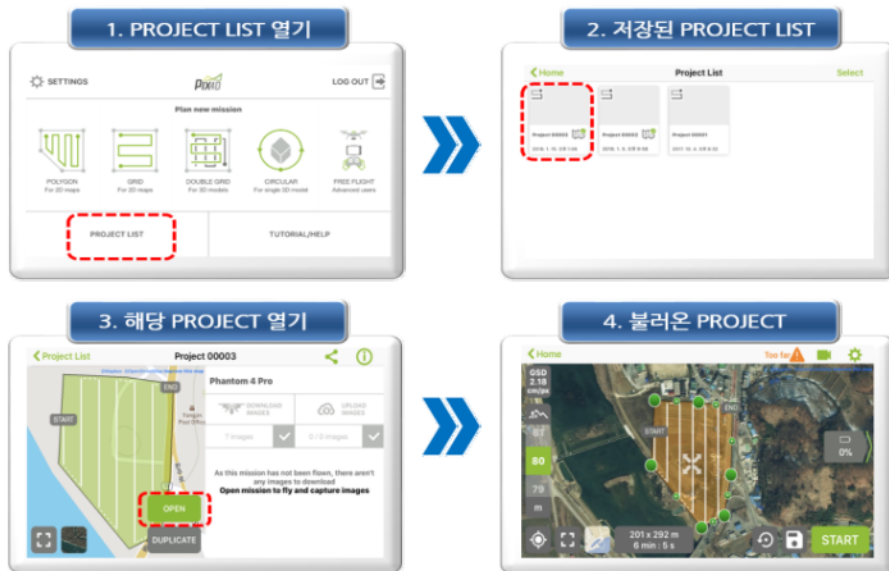 1. PROJECT LIST 열기
SETTINGS
PIX4D
LOG OUT
Plan new mission
POLYGON
For 2D maps
GRID
For 2D maps
DOUBLE GRID
For 3D models
CIRCULAR
For single 3D model
FREE FLIGHT
Advanced users
PROJECT LIST
TUTORIAL/HELP
2. 저장된 PROJECT LIST
Home
Project List
Select
Project 00003
Project 00002
Project 00001
3. 해당 PROJECT 열기
Project List
Project 00003
START
END
Yongjin
Post Office
OPEN
DUPLICATE
Phantom 4 Pro
DOWNLOAD
IMAGES
UPLOAD
IMAGES
7 images
0 / 0 images
As this mission has not been flown, there aren't
any images to download
Open mission to fly and capture images
4. 불러온 PROJECT
Home
Too far
GSD
2.18
cm/px
81
80
79
m
START
END
0%
201 x 292 m
6 min : 5 s
START